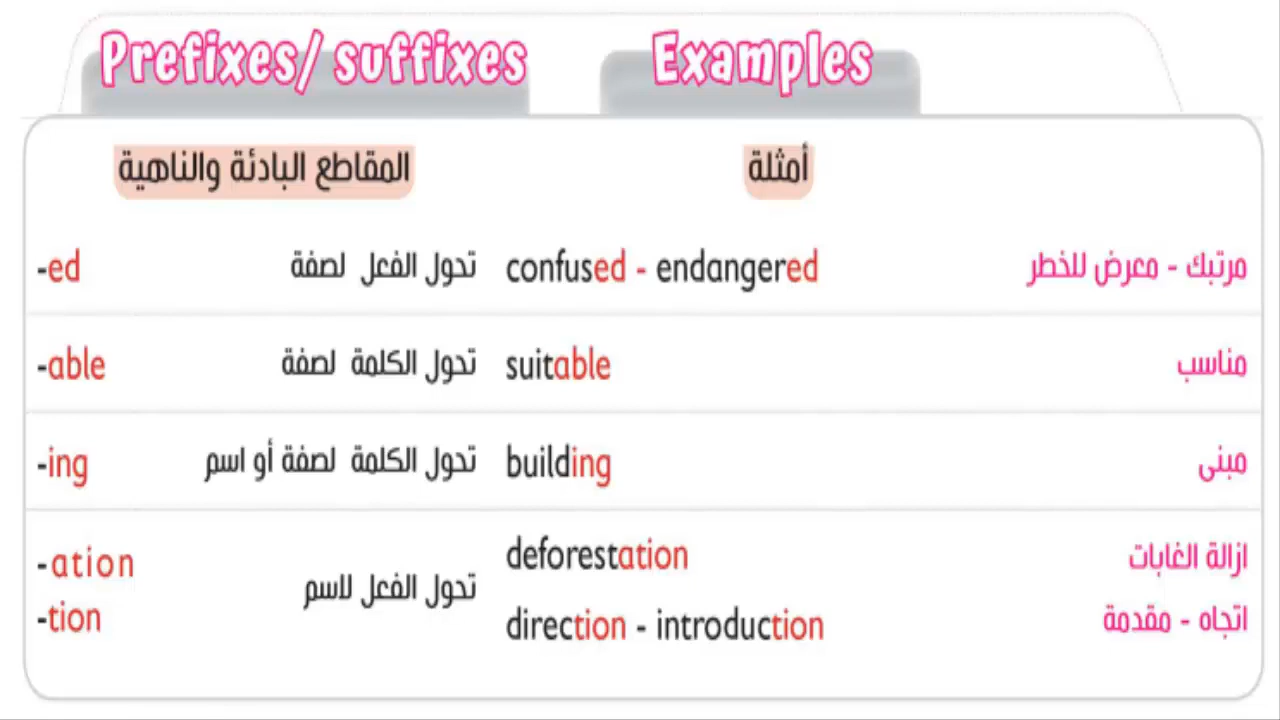 Prefixes/ suffixes Examples
المقاطع البادئة والناهية أمثلة
-ed تحول الفعل لصفة confused - endangered مرتبك - معرض للخطر
-able تحول الكلمة لصفة suitable مناسب
-ing تحول الكلمة لصفة أو اسم building مبنى
-ation deforestation ازالة الغابات
تحول الفعل لاسم
-tion direction - introduction اتجاه - مقدمة